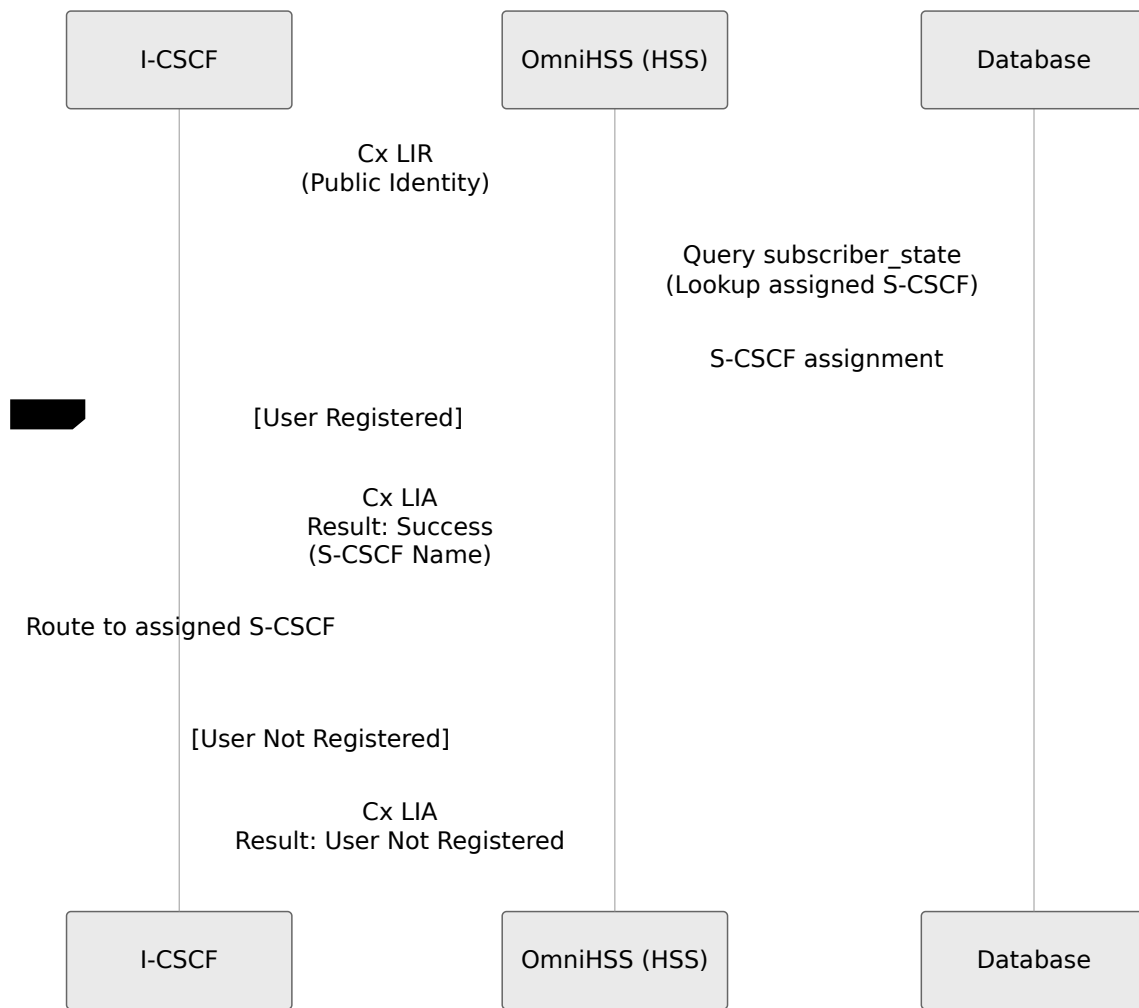 I-CSCF
OmniHSS (HSS)
Database
Cx LIR
(Public Identity)
Query subscriber_state
(Lookup assigned S-CSCF)
S-CSCF assignment
[User Registered]
Cx LIA
Result: Success
(S-CSCF Name)
Route to assigned S-CSCF
[User Not Registered]
Cx LIA
Result: User Not Registered
I-CSCF
OmniHSS (HSS)
Database